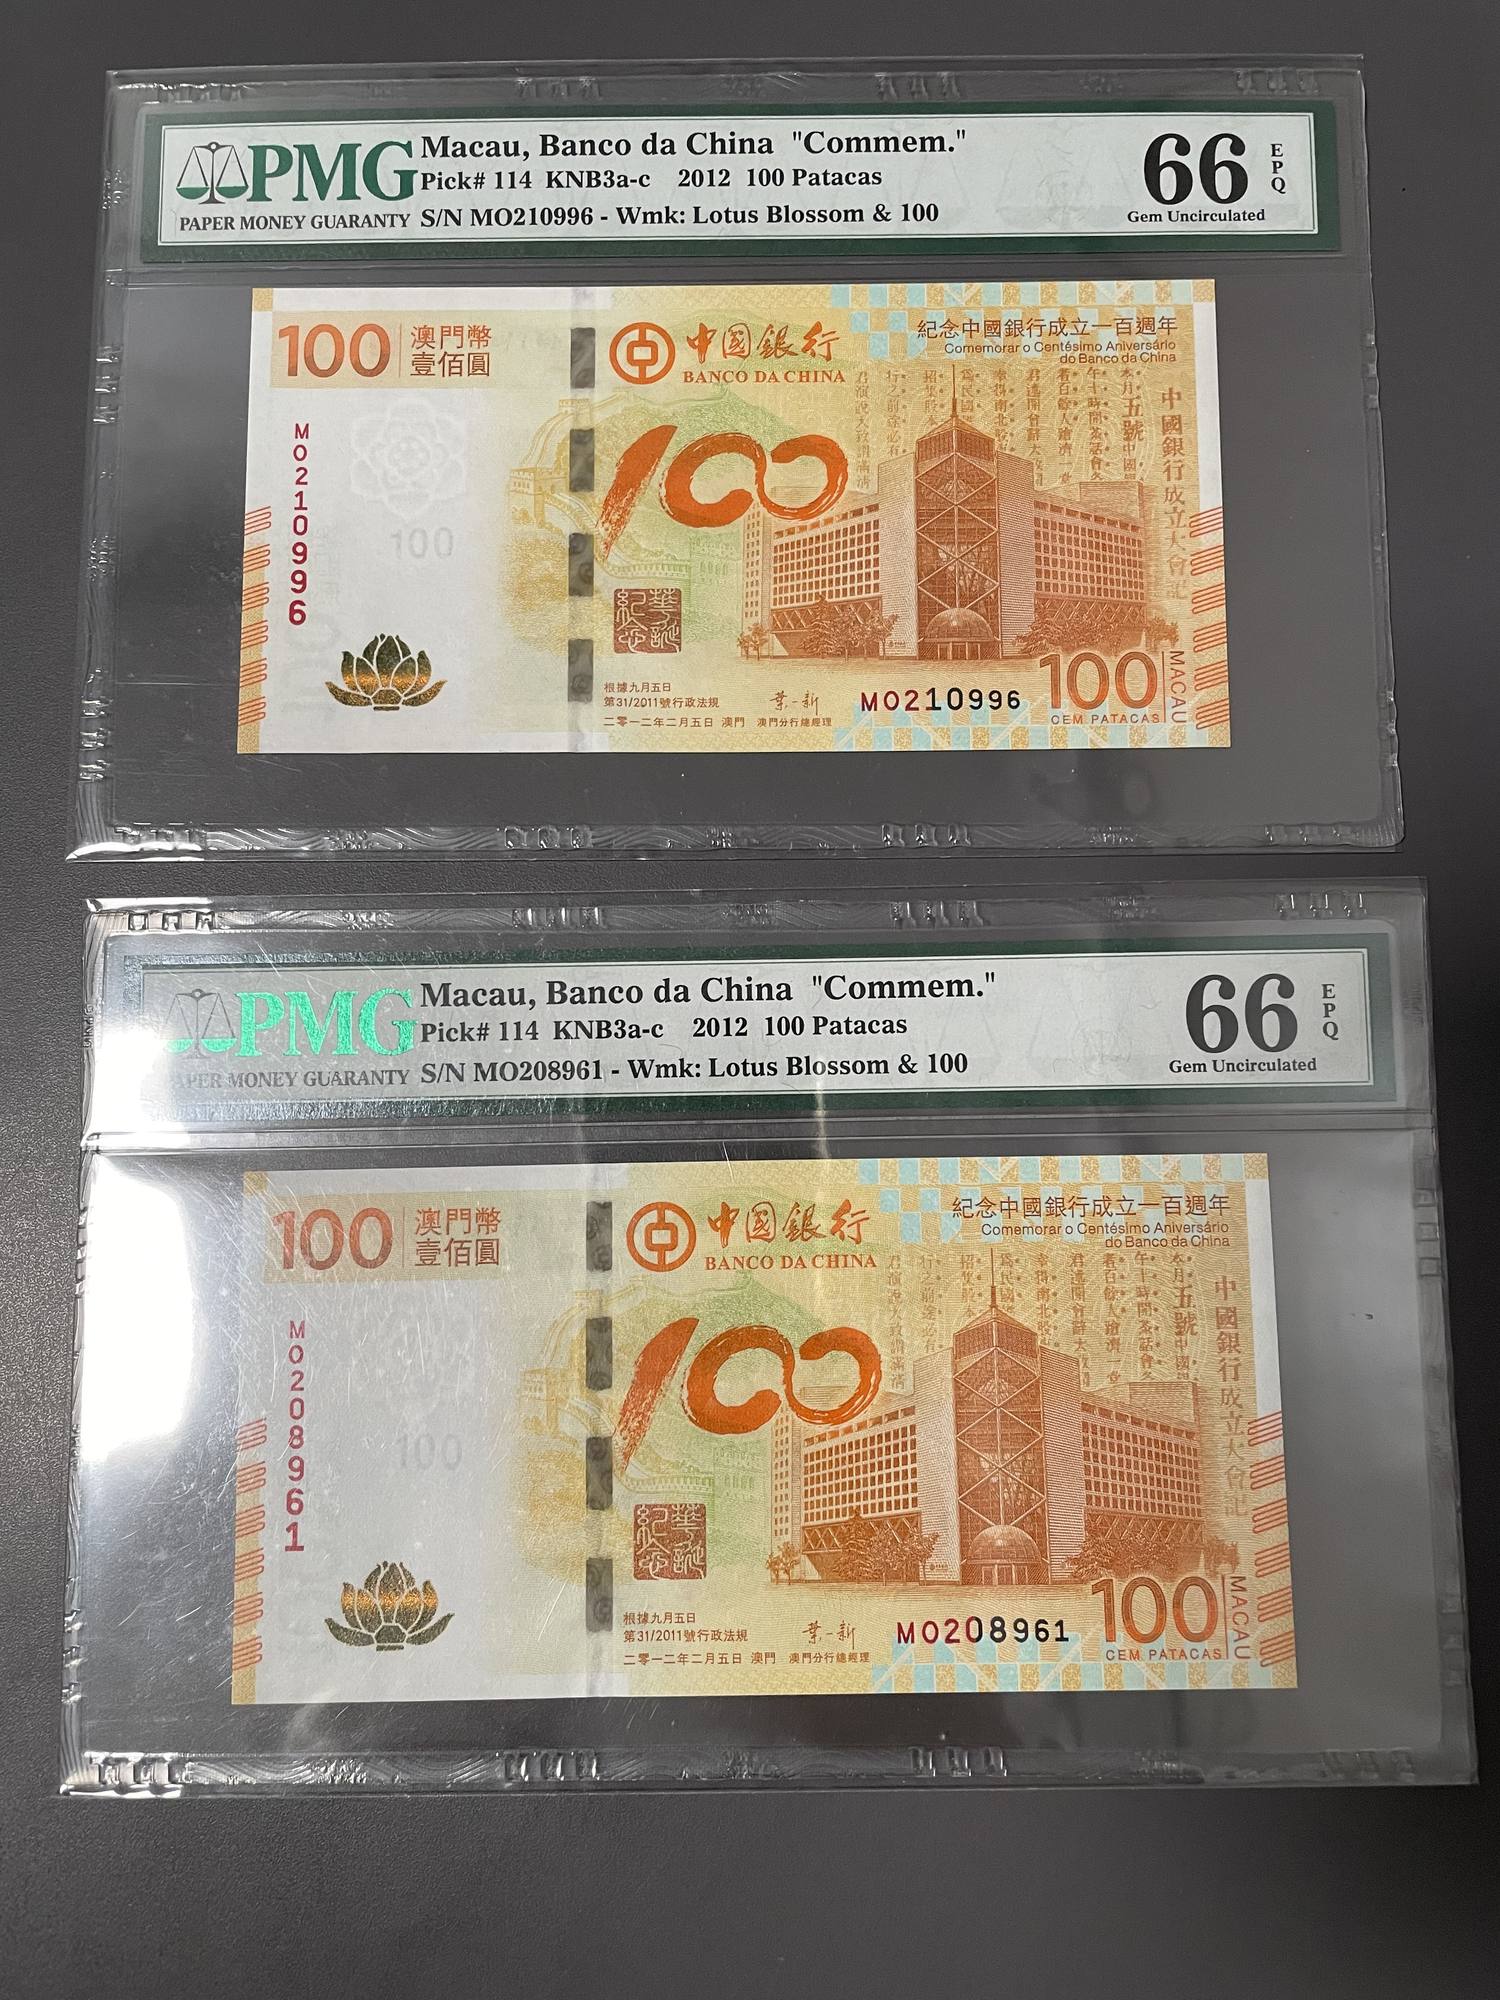 PMG
PAPER MONEY GUARANTY
Macau, Banco da China "Commem."
Pick# 114 KNB3a-c 2012 100 Patacas
S/N MO210996 - Wmk: Lotus Blossom & 100
66
EPQ
Gem Uncirculated
100
澳門幣
壹佰圓
中國銀行
BANCO DA CHINA
紀念中國銀行成立一百週年
Comemorar o Centésimo Aniversário
do Banco da China
中國銀行成立大會記
MO210996
100
100
根據九月五日
第31/2011號行政法規
二零一二年二月五日 澳門 澳門分行總經理
葉一新
MO210996
100
CEM PATACAS
MACAU
PMG
PAPER MONEY GUARANTY
Macau, Banco da China "Commem."
Pick# 114 KNB3a-c 2012 100 Patacas
S/N MO208961 - Wmk: Lotus Blossom & 100
66
EPQ
Gem Uncirculated
100
澳門幣
壹佰圓
中國銀行
BANCO DA CHINA
紀念中國銀行成立一百週年
Comemorar o Centésimo Aniversário
do Banco da China
中國銀行成立大會記
MO208961
100
100
根據九月五日
第31/2011號行政法規
二零一二年二月五日 澳門 澳門分行總經理
葉一新
MO208961
100
CEM PATACAS
MACAU